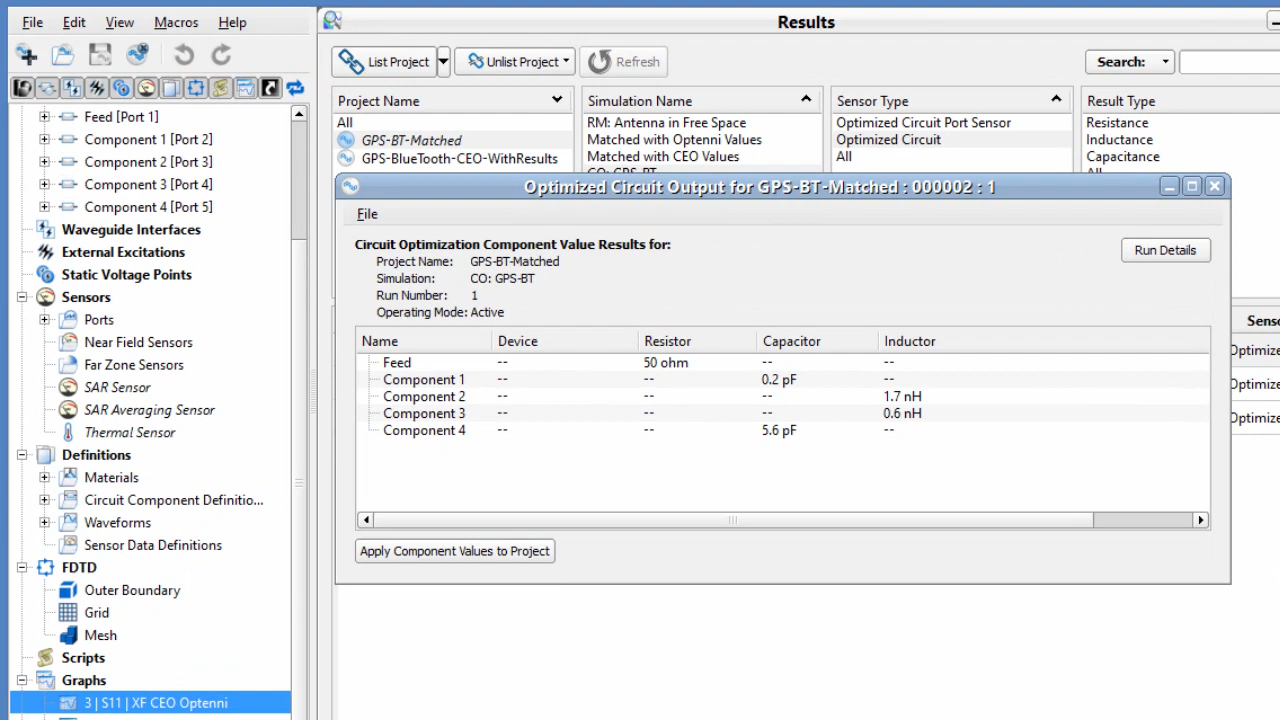 File Edit View Macros Help
Results
List Project Unlist Project Refresh Search:
Project Name Simulation Name Sensor Type Result Type
All RM: Antenna in Free Space Optimized Circuit Port Sensor Resistance
GPS-BT-Matched Matched with Optenni Values Optimized Circuit Inductance
GPS-BlueTooth-CEO-WithResults Matched with CEO Values All Capacitance
Feed [Port 1]
Component 1 [Port 2]
Component 2 [Port 3]
Component 3 [Port 4]
Component 4 [Port 5]
Waveguide Interfaces
External Excitations
Static Voltage Points
Sensors
Ports
Near Field Sensors
Far Zone Sensors
SAR Sensor
SAR Averaging Sensor
Thermal Sensor
Definitions
Materials
Circuit Component Definitio...
Waveforms
Sensor Data Definitions
FDTD
Outer Boundary
Grid
Mesh
Scripts
Graphs
3 | S11 | XF CEO Optenni
Optimized Circuit Output for GPS-BT-Matched : 000002 : 1
File
Circuit Optimization Component Value Results for:
Run Details
Project Name: GPS-BT-Matched
Simulation: CO: GPS-BT
Run Number: 1
Operating Mode: Active
Name Device Resistor Capacitor Inductor
Feed -- 50 ohm -- --
Component 1 -- -- 0.2 pF --
Component 2 -- -- -- 1.7 nH
Component 3 -- -- -- 0.6 nH
Component 4 -- -- 5.6 pF --
Apply Component Values to Project
Senso
Optimize
Optimize
Optimize